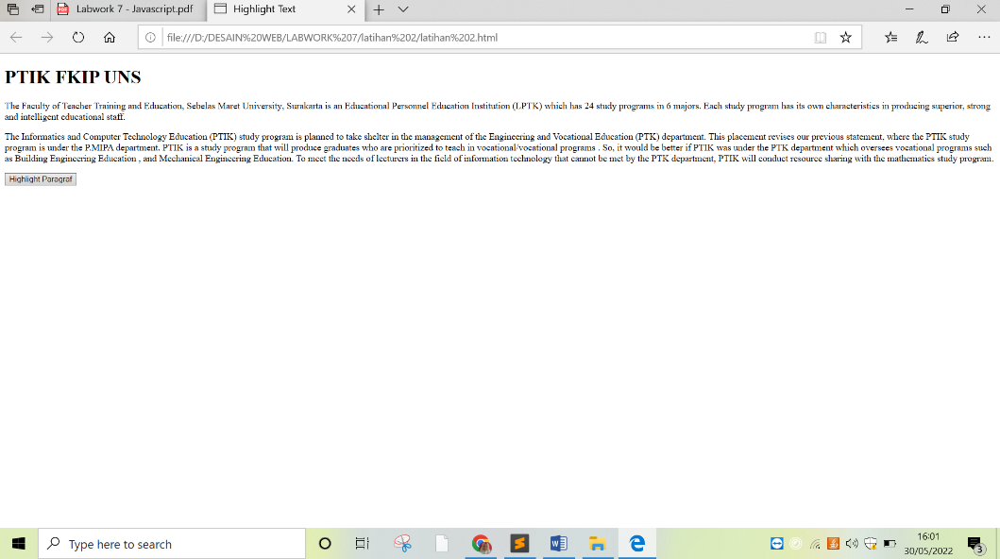 Labwork 7 - Javascript.pdf
Highlight Text
file:///D:/DESAIN%20WEB/LABWORK%207/latihan%202/latihan%202.html
PTIK FKIP UNS
The Faculty of Teacher Training and Education, Sebelas Maret University, Surakarta is an Educational Personnel Education Institution (LPTK) which has 24 study programs in 6 majors. Each study program has its own characteristics in producing superior, strong
and intelligent educational staff.
The Informatics and Computer Technology Education (PTIK) study program is planned to take shelter in the management of the Engineering and Vocational Education (PTK) department. This placement revises our previous statement, where the PTIK study
program is under the P.MIPA department. PTIK is a study program that will produce graduates who are prioritized to teach in vocational/vocational programs . So, it would be better if PTIK was under the PTK department which oversees vocational programs such
as Building Engineering Education , and Mechanical Engineering Education. To meet the needs of lecturers in the field of information technology that cannot be met by the PTK department, PTIK will conduct resource sharing with the mathematics study program.
Highlight Paragraf
Type here to search
16:01
30/05/2022
3